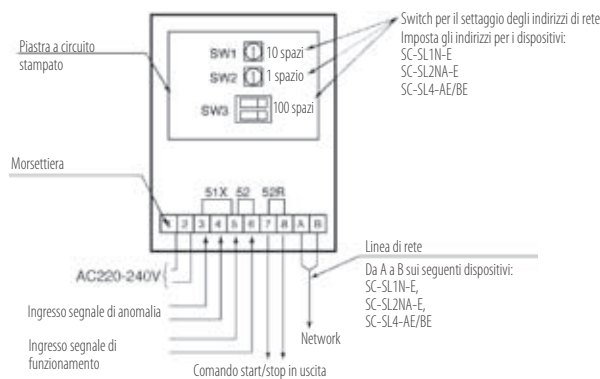 Piastra a circuito
stampato
SW1
10 spazi
SW2
1 spazio
SW3
100 spazi
Switch per il settaggio degli indirizzi di rete
Imposta gli indirizzi per i dispositivi:
SC-SL1N-E
SC-SL2NA-E
SC-SL4-AE/BE
Morsettiera
51X 52 52R
1 2 3 4 5 6 7 8 A B
AC220-240V
Ingresso segnale di anomalia
Ingresso segnale di
funzionamento
Comando start/stop in uscita
Network
Linea di rete
Da A a B sui seguenti dispositivi:
SC-SL1N-E,
SC-SL2NA-E,
SC-SL4-AE/BE